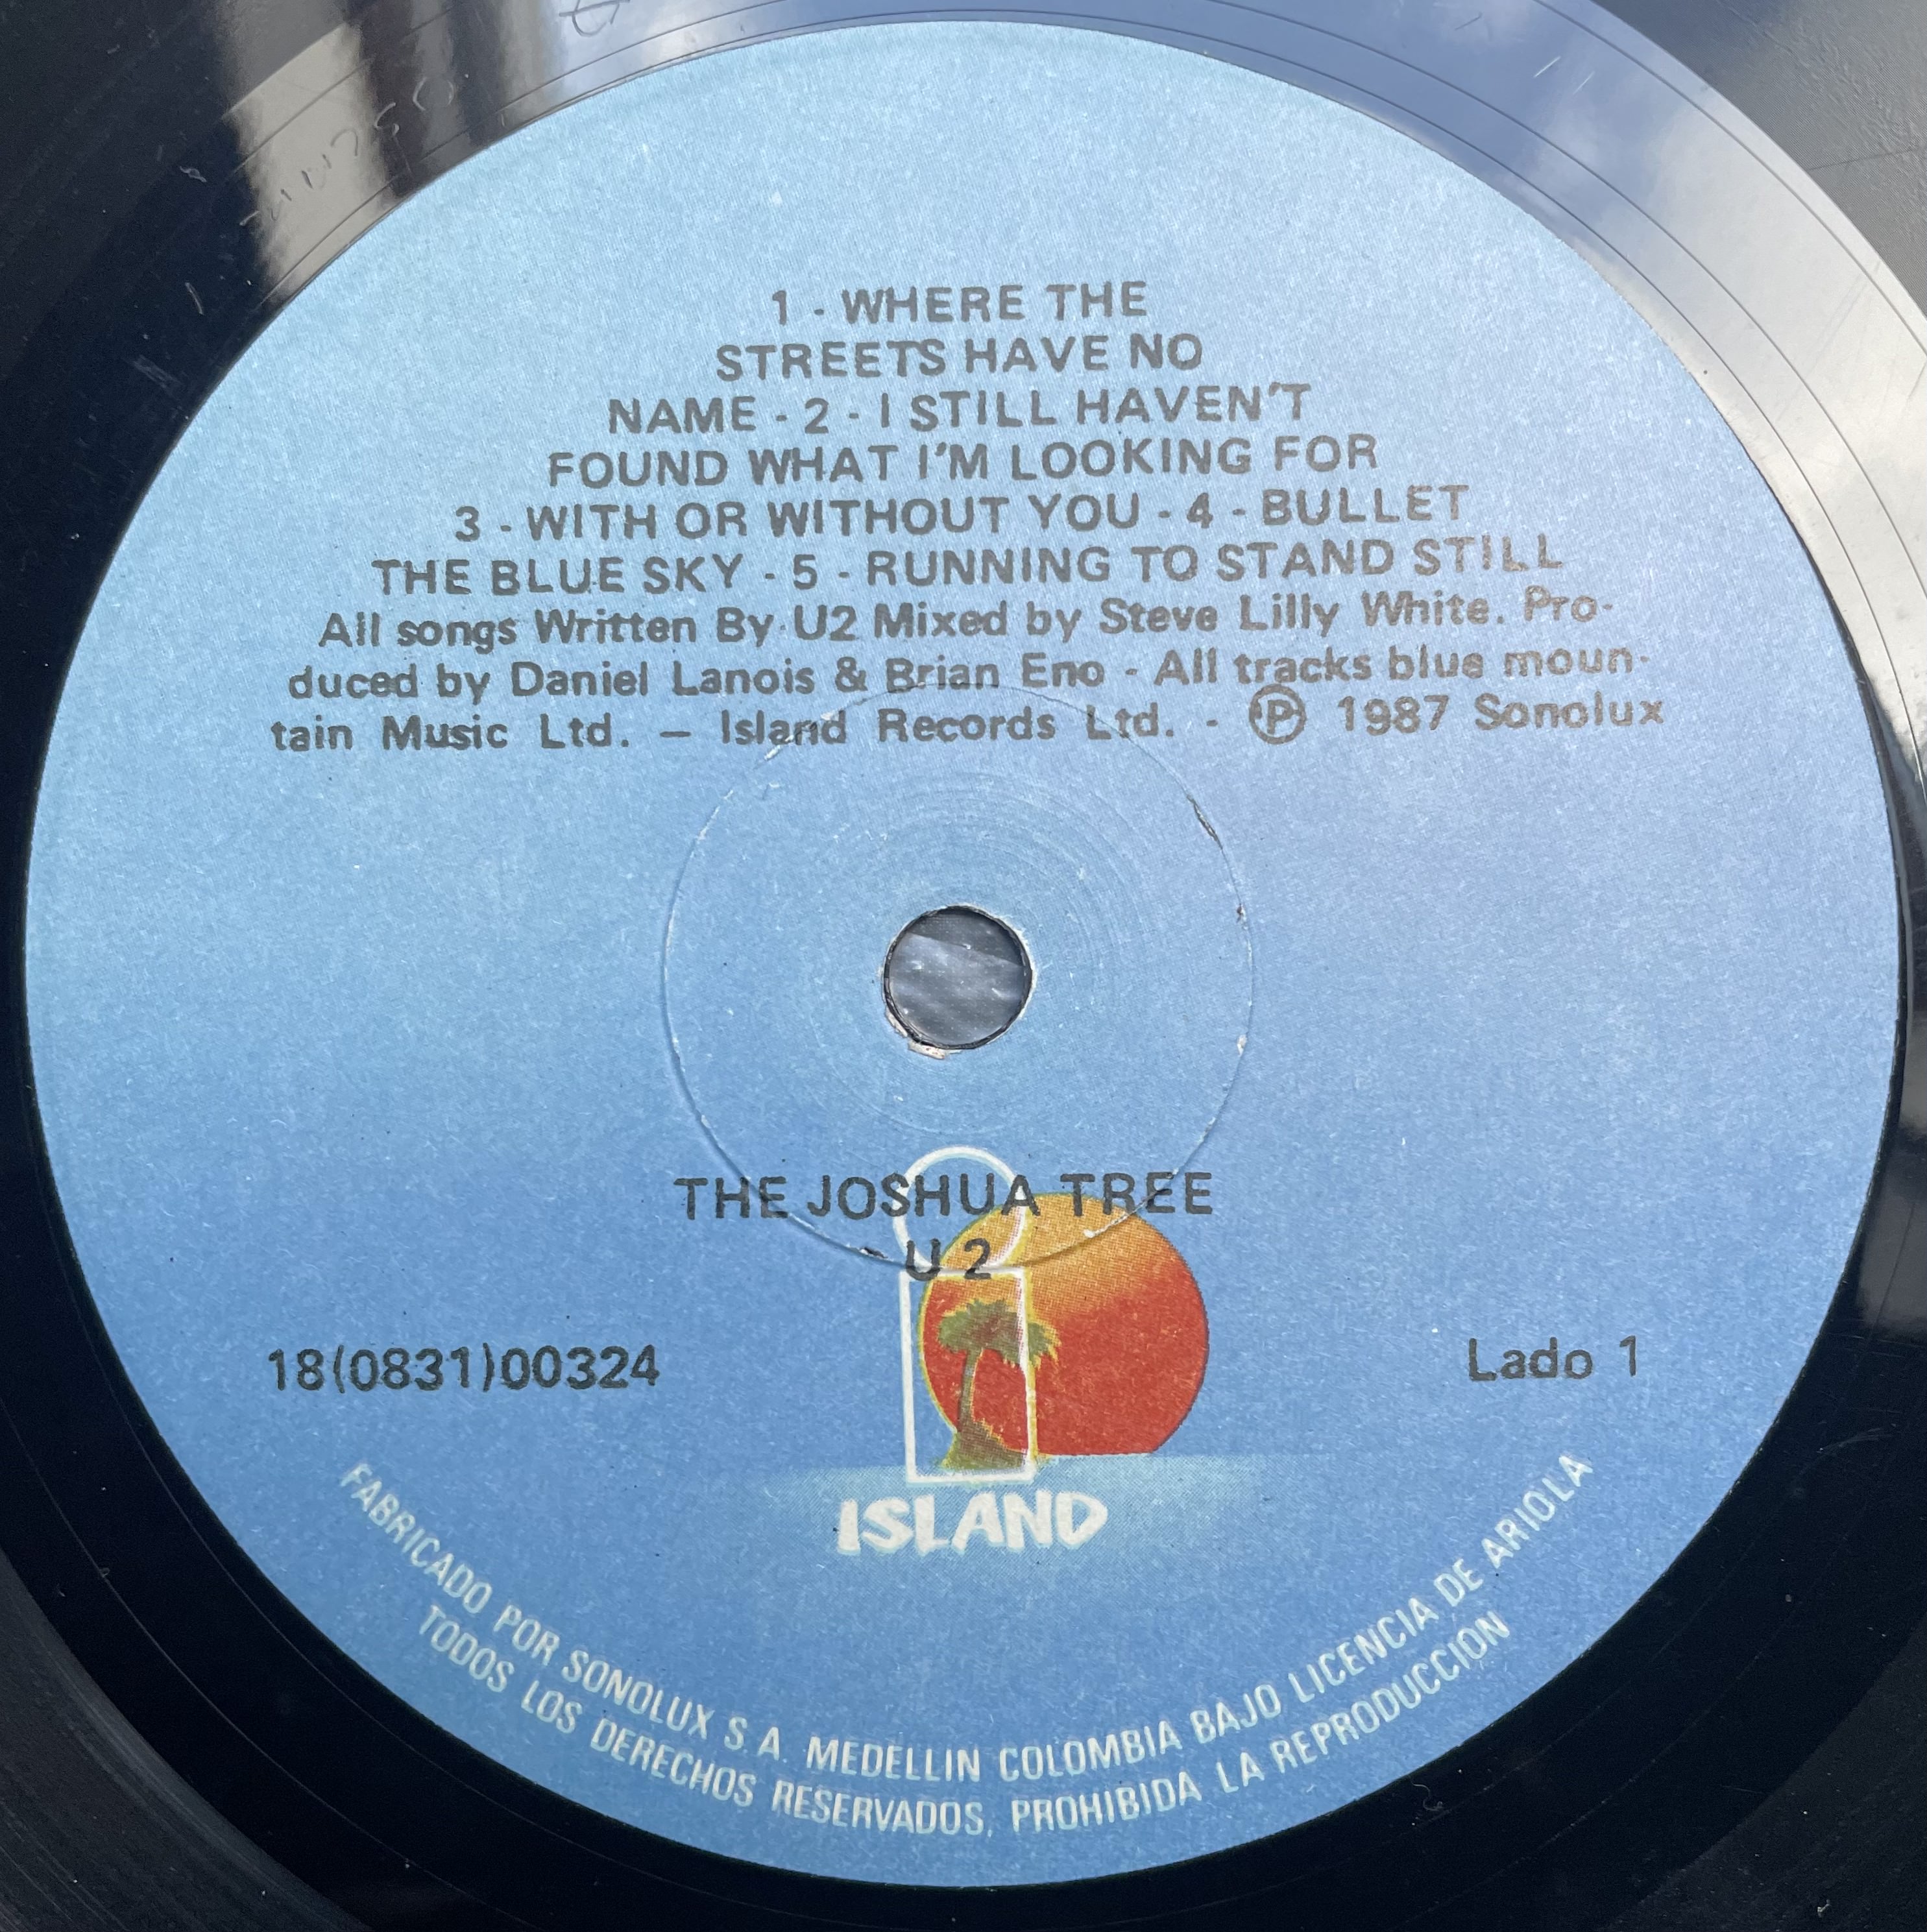 1 - WHERE THE
STREETS HAVE NO
NAME - 2 - I STILL HAVEN'T
FOUND WHAT I'M LOOKING FOR
3 - WITH OR WITHOUT YOU - 4 - BULLET
THE BLUE SKY - 5 - RUNNING TO STAND STILL
All songs Written By U2 Mixed by Steve Lilly White. Pro-
duced by Daniel Lanois & Brian Eno - All tracks blue moun-
tain Music Ltd. — Island Records Ltd. - Ⓟ 1987 Sonolux
THE JOSHUA TREE
U 2
18(0831)00324
Lado 1
ISLAND
FABRICADO POR SONOLUX S.A. MEDELLIN COLOMBIA BAJO LICENCIA DE ARIOLA
TODOS LOS DERECHOS RESERVADOS, PROHIBIDA LA REPRODUCCION